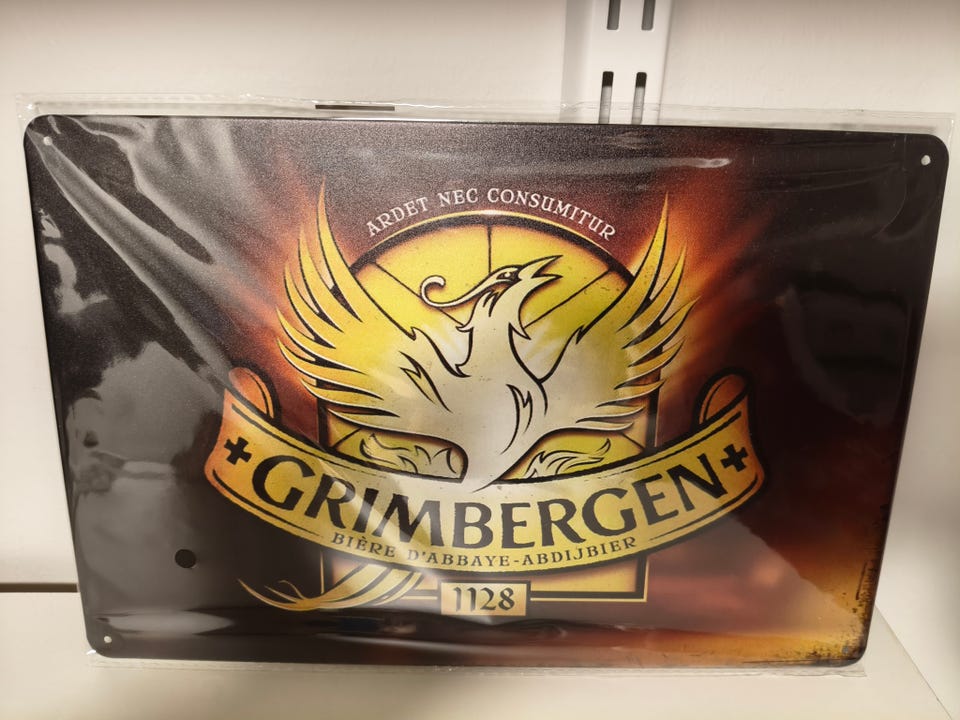 ARDET NEC CONSUMITUR
GRIMBERGEN
BIÈRE D'ABBAYE-ABDIJBIER
1128